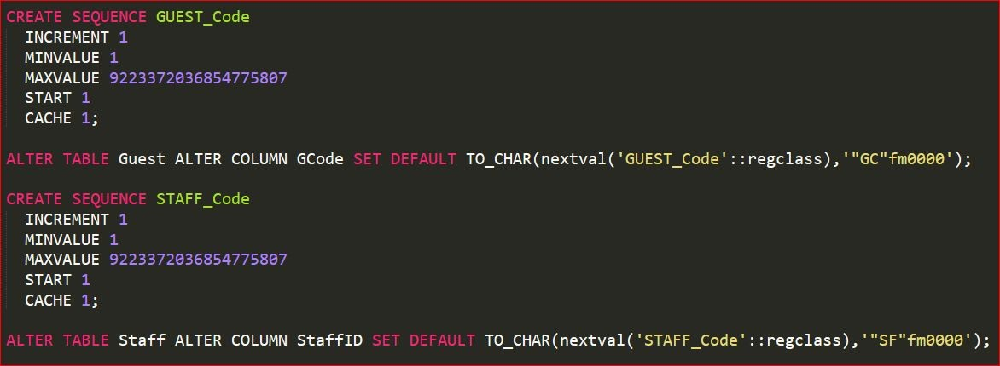 CREATE SEQUENCE GUEST_Code
INCREMENT 1
MINVALUE 1
MAXVALUE 9223372036854775807
START 1
CACHE 1;
ALTER TABLE Guest ALTER COLUMN GCode SET DEFAULT TO_CHAR(nextval('GUEST_Code'::regclass),'"GC"fm0000');
CREATE SEQUENCE STAFF_Code
INCREMENT 1
MINVALUE 1
MAXVALUE 9223372036854775807
START 1
CACHE 1;
ALTER TABLE Staff ALTER COLUMN StaffID SET DEFAULT TO_CHAR(nextval('STAFF_Code'::regclass),'"SF"fm0000');